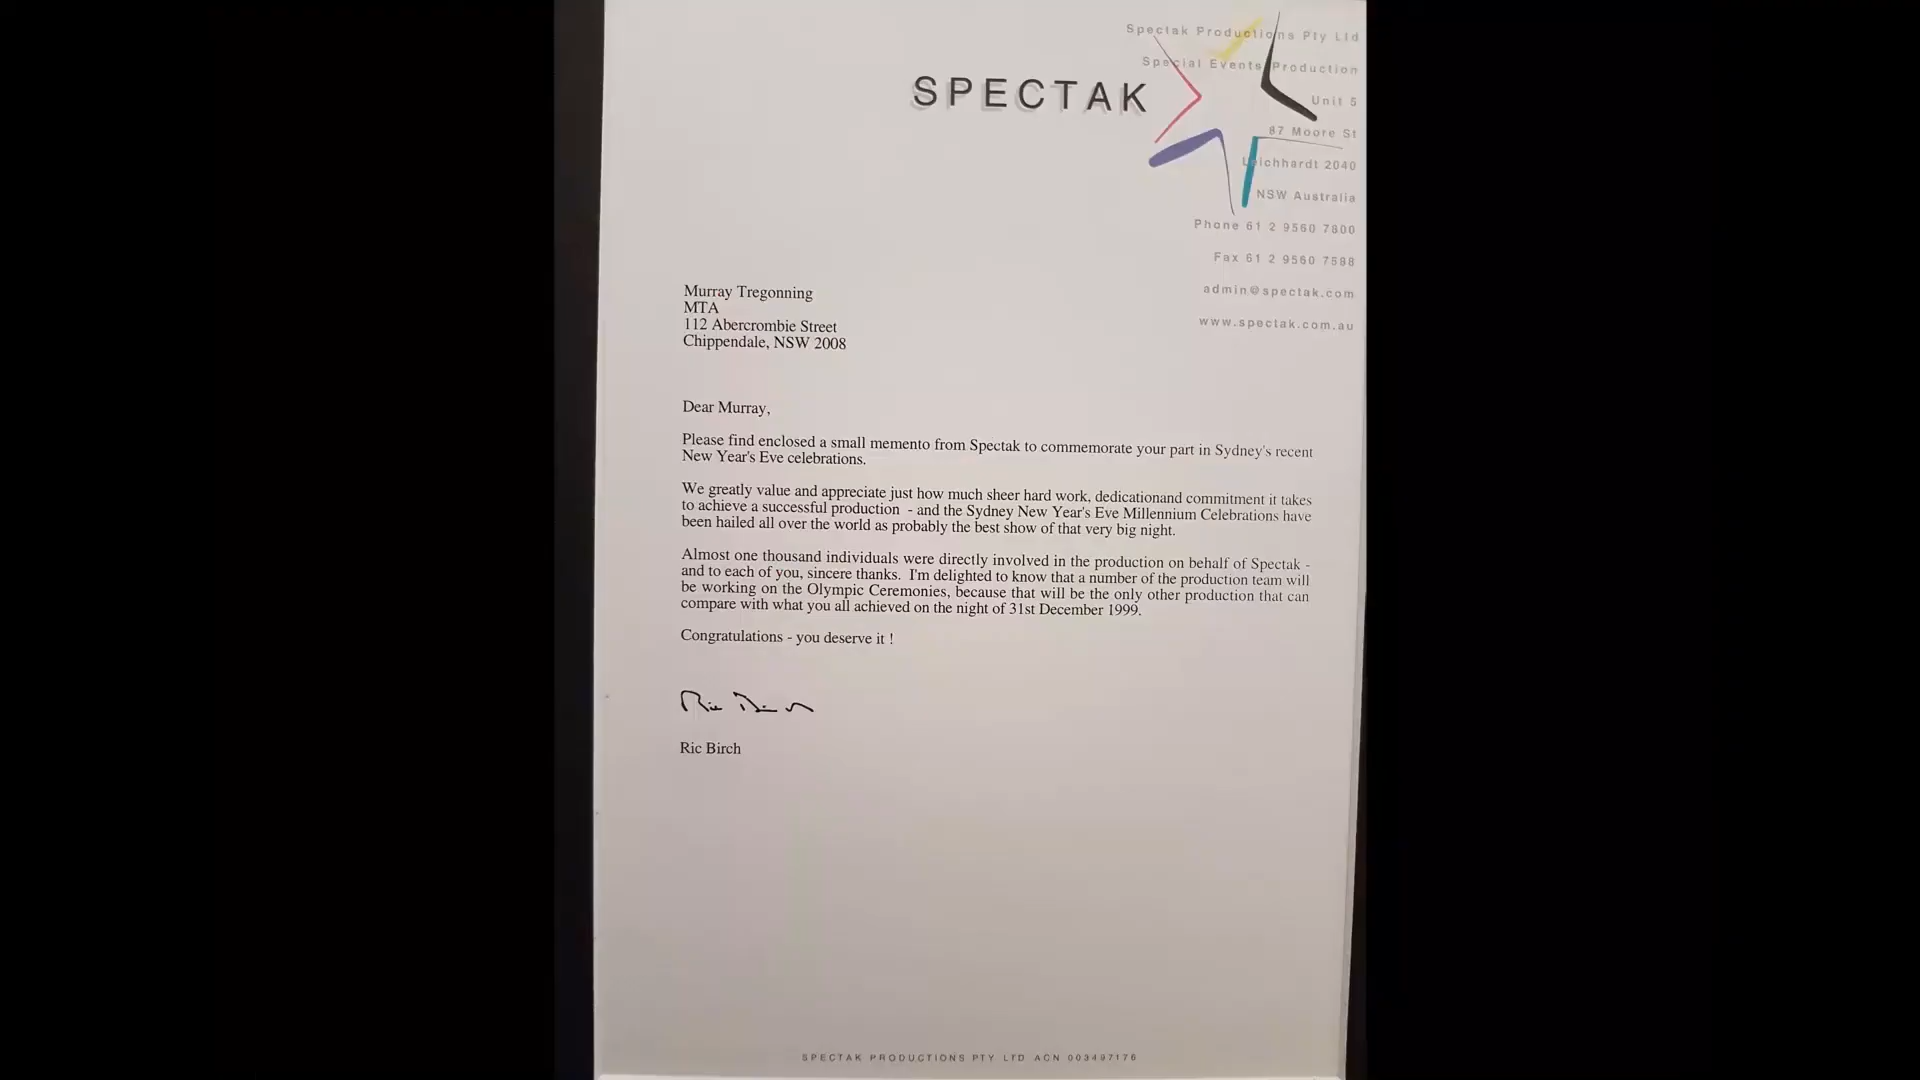 Spectak Productions Pty Ltd
Special Events Production
SPECTAK
Unit 5
87 Moore St
Leichhardt 2040
NSW Australia
Phone 61 2 9560 7800
Fax 61 2 9560 7588
admin@spectak.com
www.spectak.com.au
Murray Tregonning
MTA
112 Abercrombie Street
Chippendale, NSW 2008
Dear Murray,
Please find enclosed a small memento from Spectak to commemorate your part in Sydney's recent
New Year's Eve celebrations.
We greatly value and appreciate just how much sheer hard work, dedicationand commitment it takes
to achieve a successful production - and the Sydney New Year's Eve Millennium Celebrations have
been hailed all over the world as probably the best show of that very big night.
Almost one thousand individuals were directly involved in the production on behalf of Spectak -
and to each of you, sincere thanks. I'm delighted to know that a number of the production team will
be working on the Olympic Ceremonies, because that will be the only other production that can
compare with what you all achieved on the night of 31st December 1999.
Congratulations - you deserve it !
Ric Birch
Ric Birch
SPECTAK PRODUCTIONS PTY LTD ACN 003497176